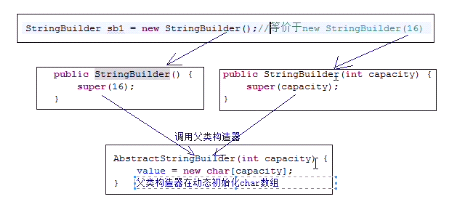 StringBuilder sb1 = new StringBuilder();//等价于new StringBuilder(16)
public StringBuilder() {
super(16);
}
public StringBuilder(int capacity) {
super(capacity);
}
调用父类构造器
AbstractStringBuilder(int capacity) {
value = new char[capacity];
} 父类构造器在动态初始化char数组